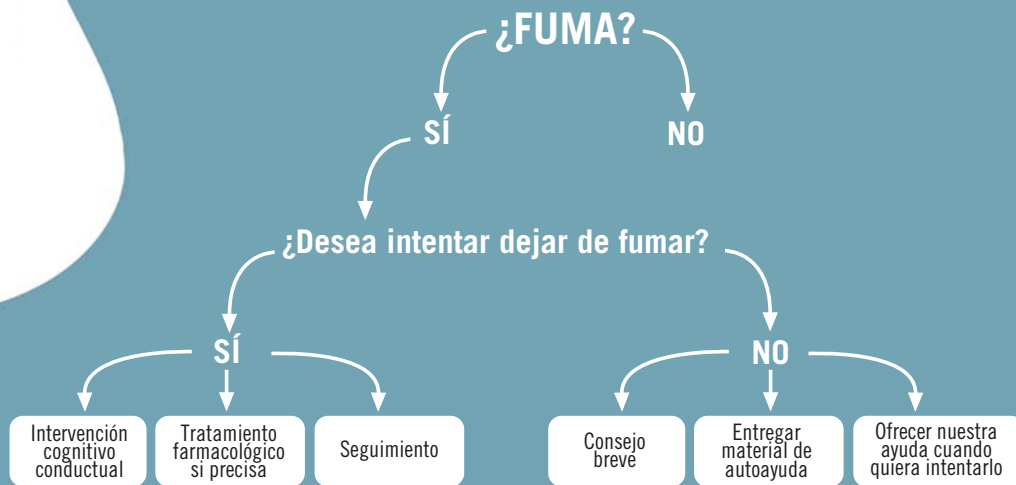 ¿FUMA?
SÍ
NO
¿Desea intentar dejar de fumar?
SÍ
NO
Intervención
cognitivo
conductual
Tratamiento
farmacológico
si precisa
Seguimiento
Consejo
breve
Entregar
material de
autoayuda
Ofrecer nuestra
ayuda cuando
quiera intentarlo